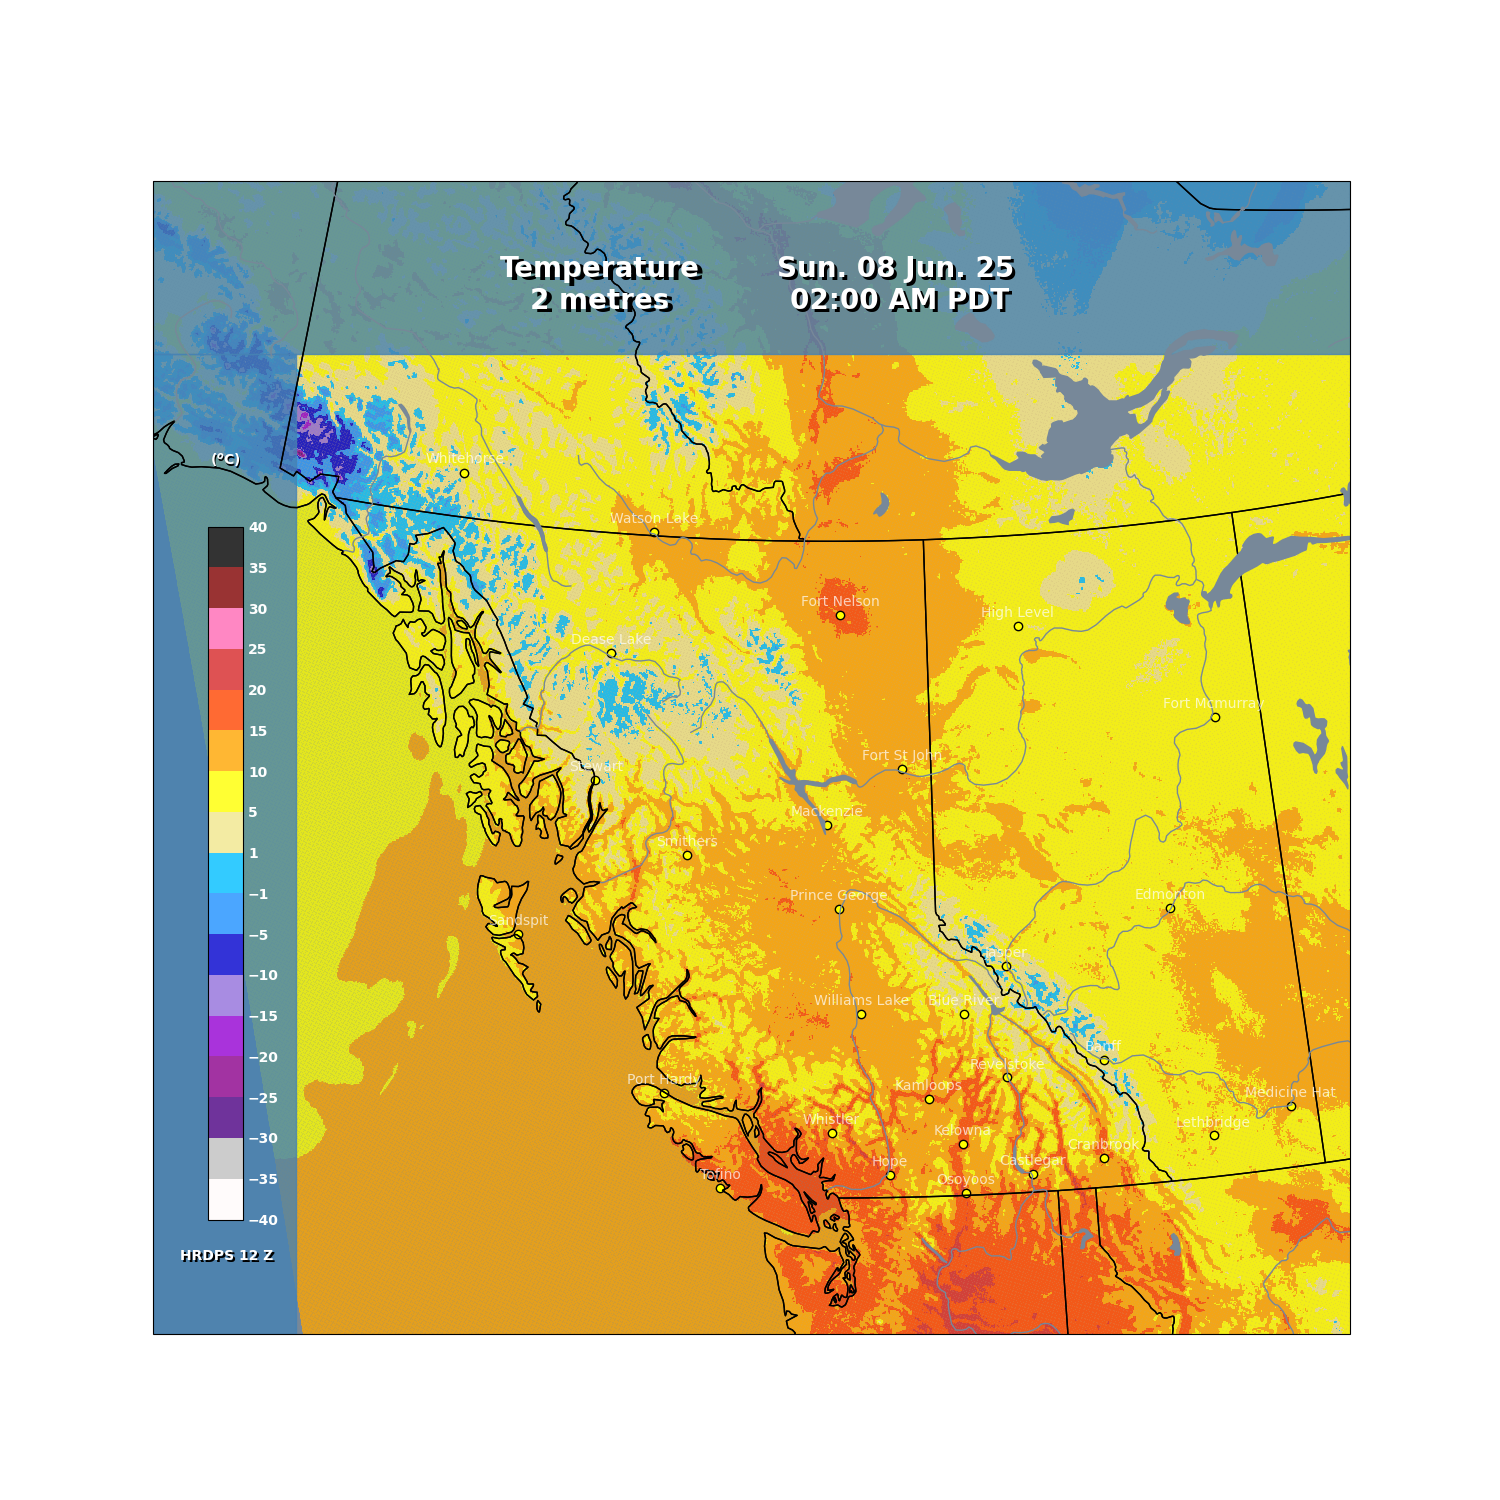 Temperature
2 metres
Sun. 08 Jun. 25
02:00 AM PDT
Whitehorse
(°C)
Watson Lake
40
35
30
25
20
15
10
5
1
−1
−5
−10
−15
−20
−25
−30
−35
−40
Fort Nelson
High Level
Dease Lake
Fort Mcmurray
Fort St John
Stewart
Mackenzie
Smithers
Prince George
Edmonton
Sandspit
Jasper
Williams Lake
Blue River
Banff
Revelstoke
Port Hardy
Kamloops
Medicine Hat
Whistler
Lethbridge
Kelowna
Cranbrook
Hope
Castlegar
Tofino
Osoyoos
HRDPS 12 Z